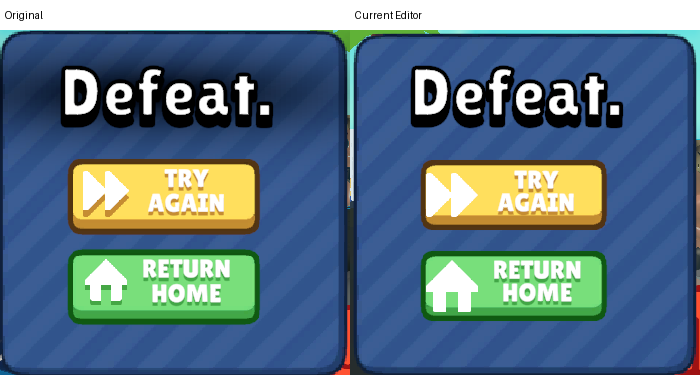 Original
Current Editor
Defeat.
TRY
AGAIN
RETURN
HOME
Defeat.
TRY
AGAIN
RETURN
HOME